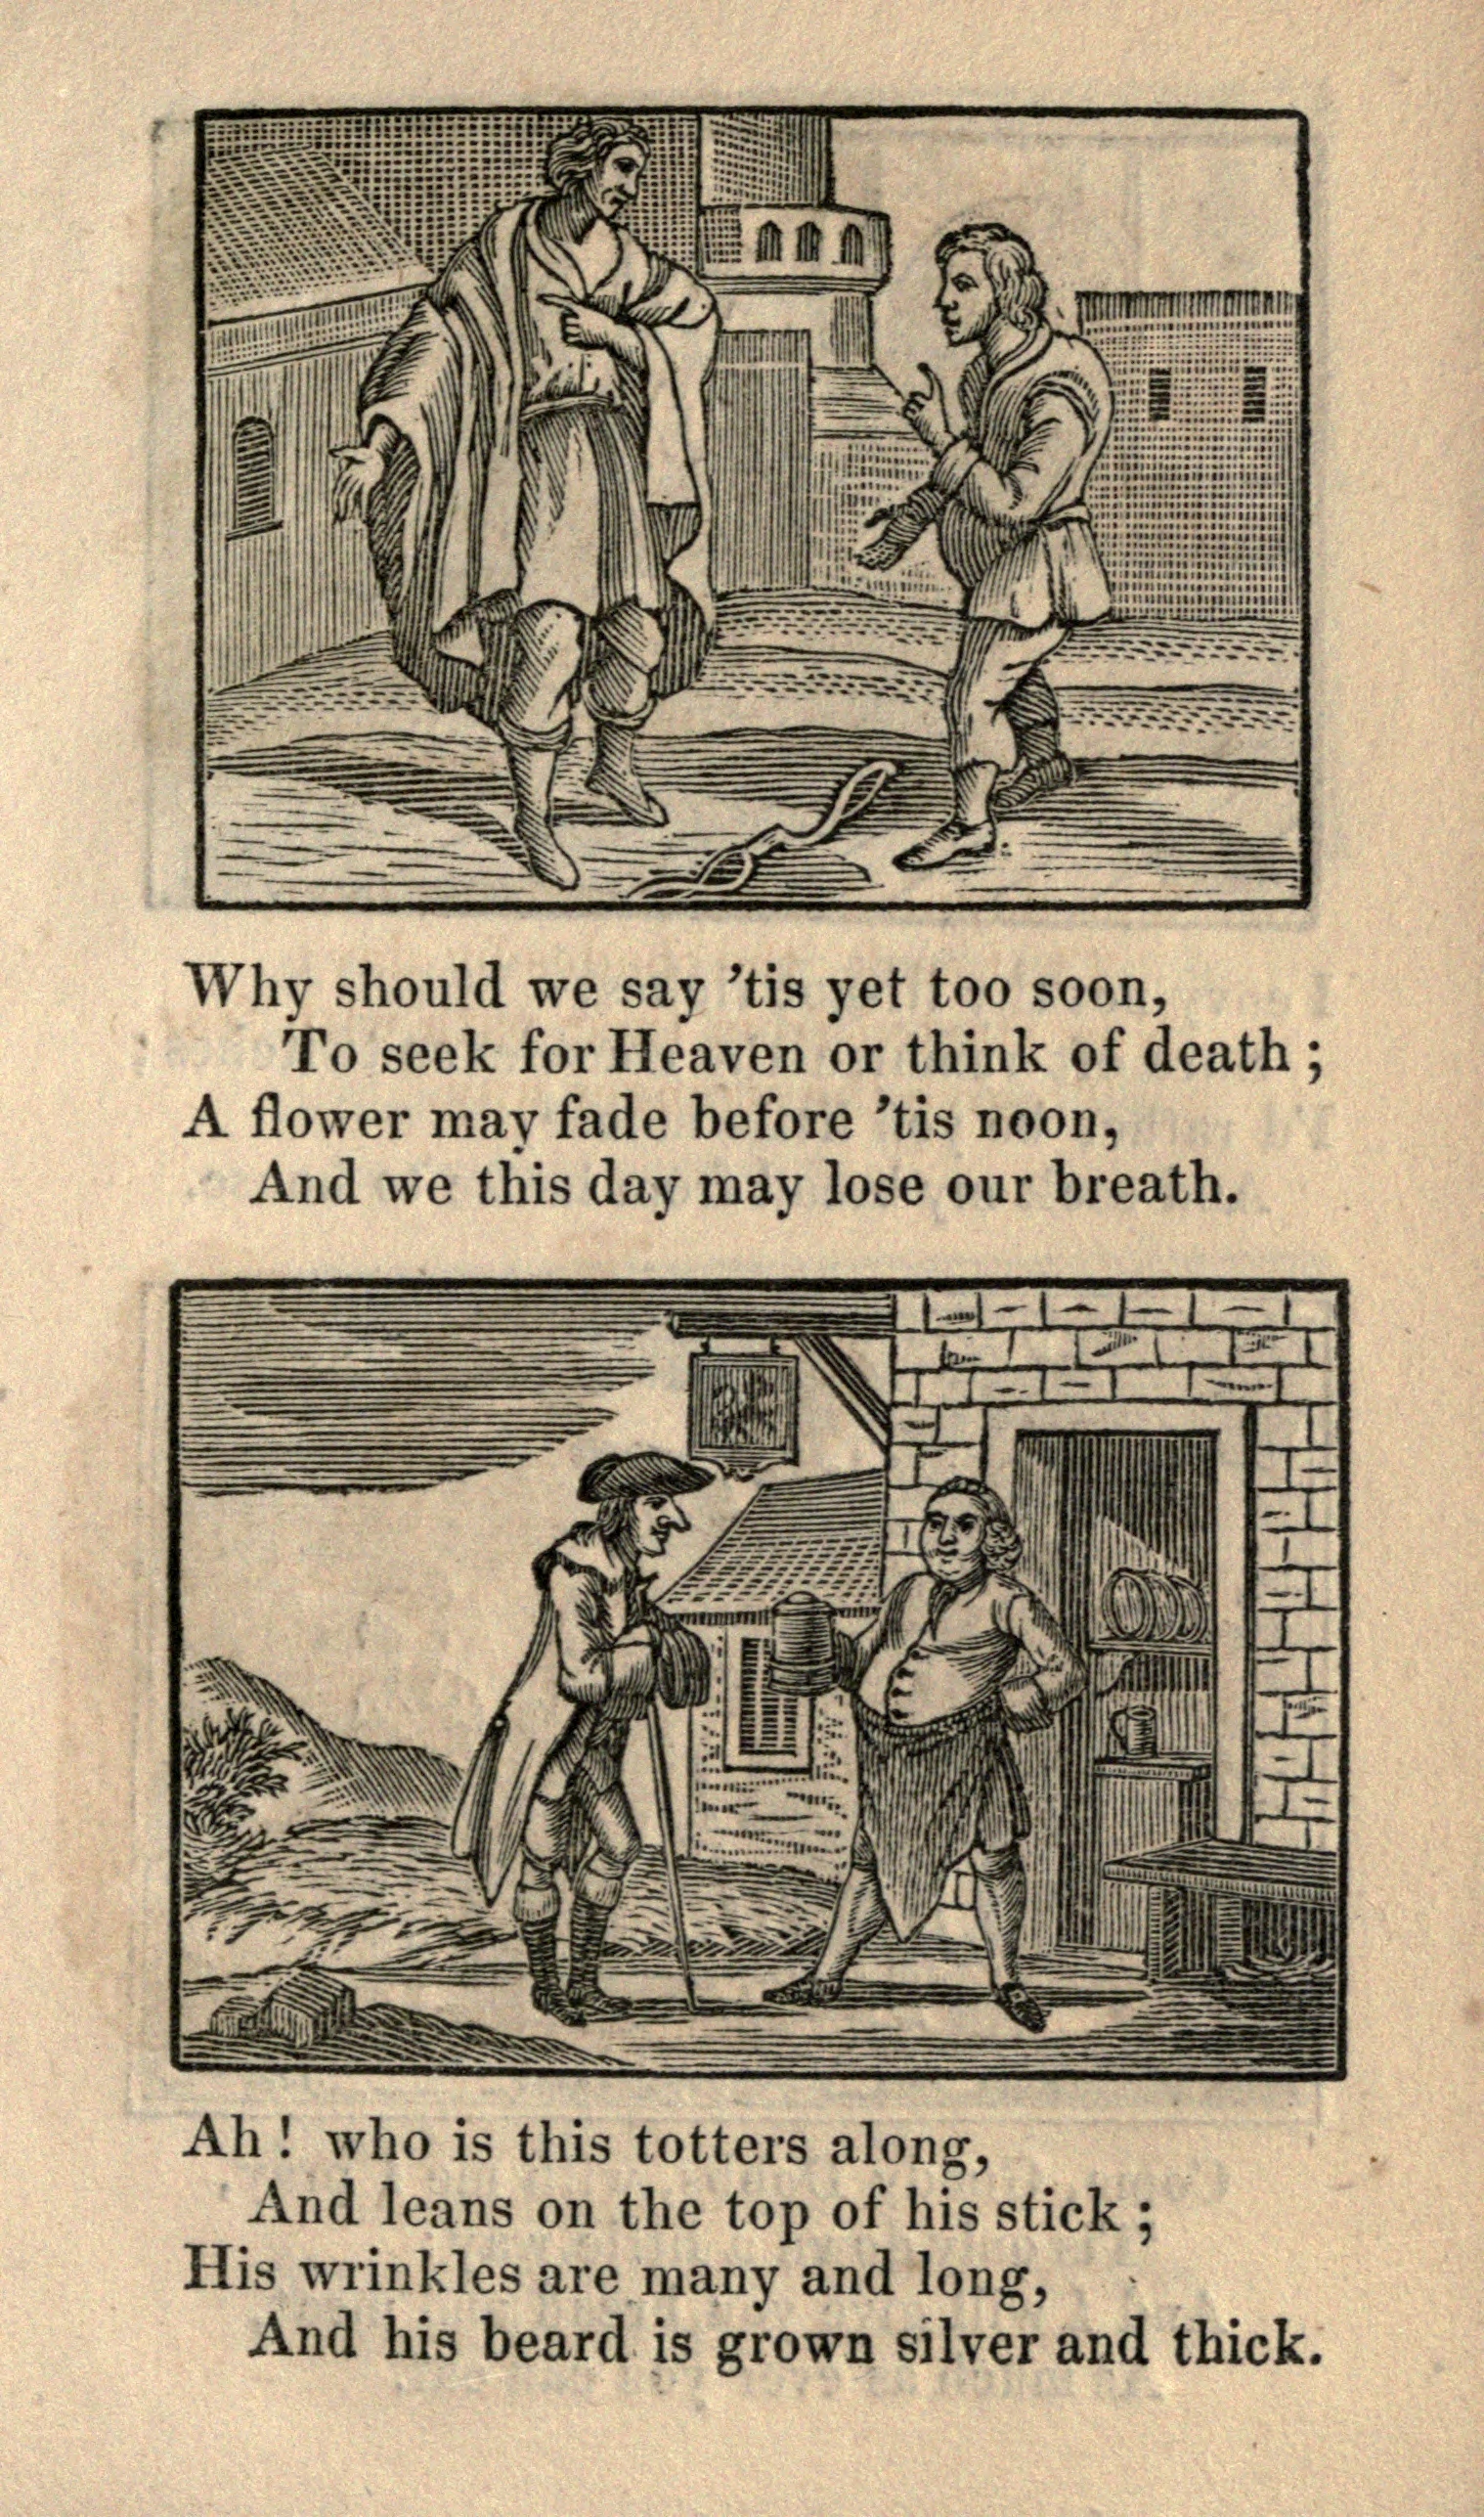 Why should we say ’tis yet too soon,
To seek for Heaven or think of death ;
A flower may fade before ’tis noon,
And we this day may lose our breath.
Ah ! who is this totters along,
And leans on the top of his stick ;
His wrinkles are many and long,
And his beard is grown silver and thick.